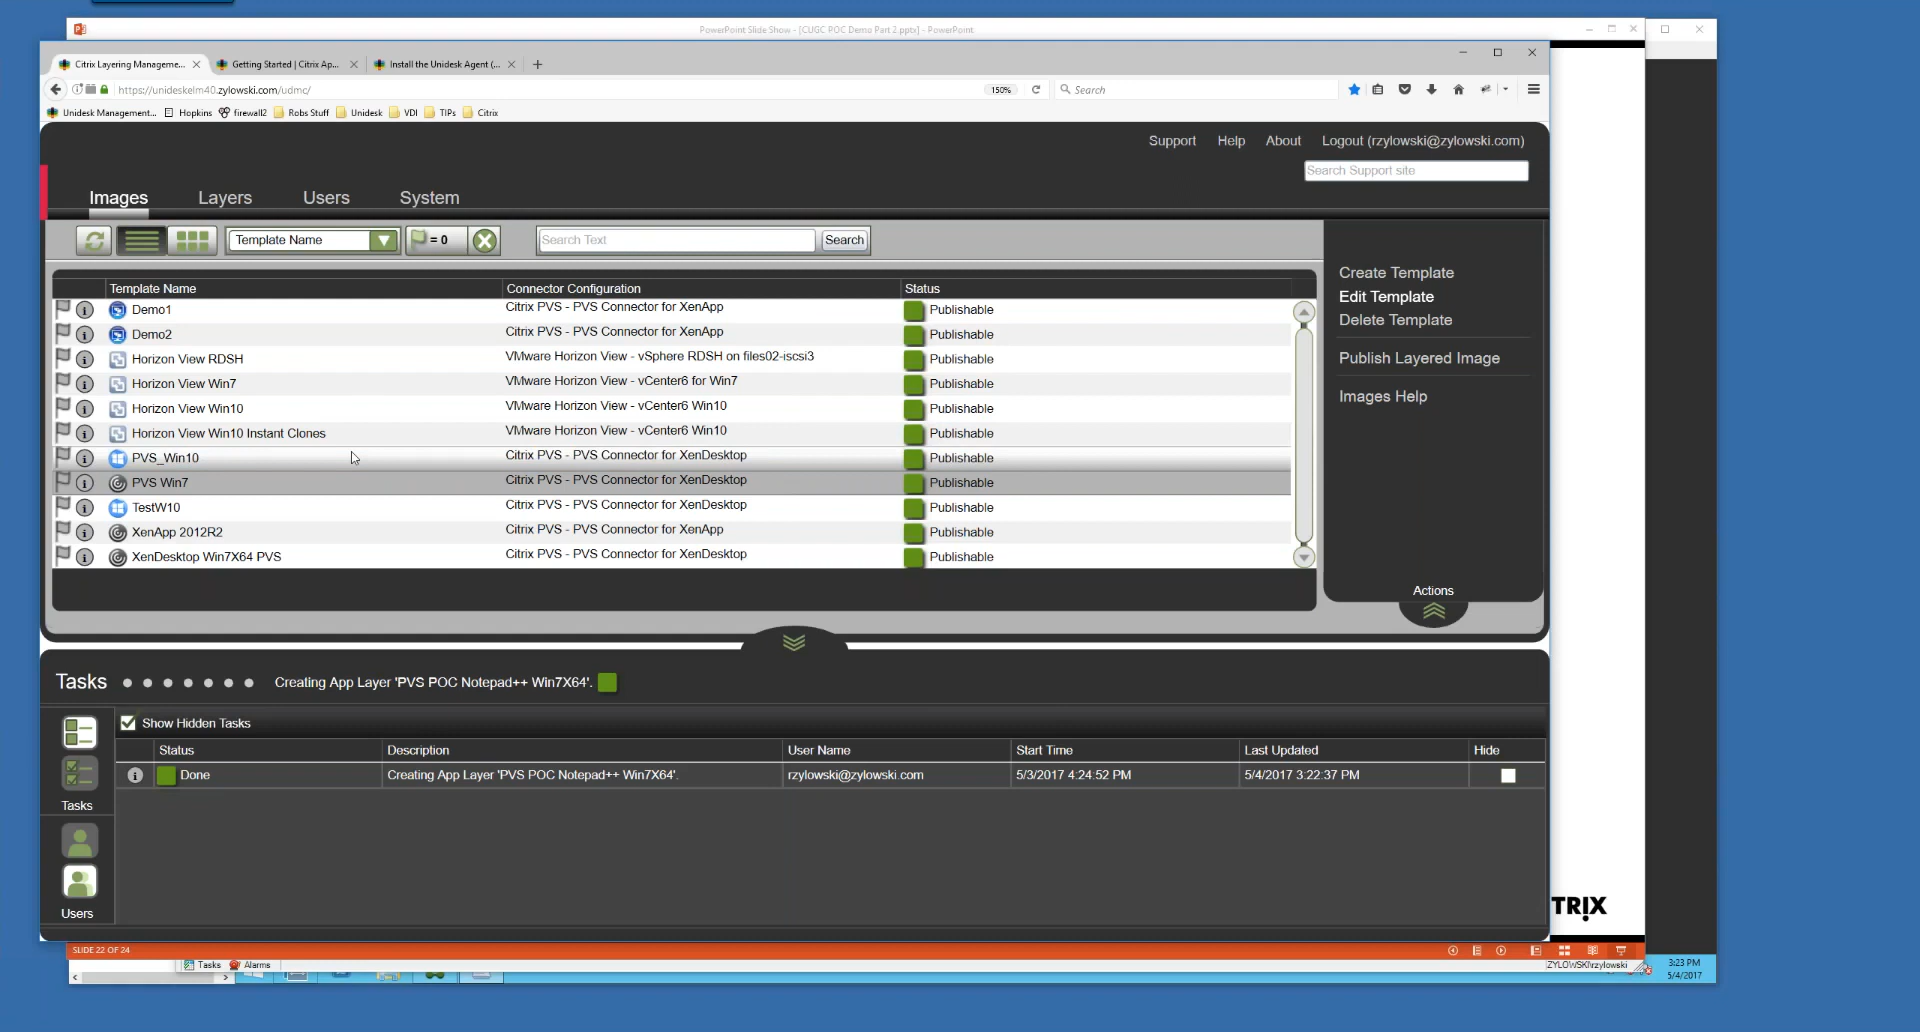 PowerPoint Slide Show - [CUGC POC Demo Part 2.pptx] - PowerPoint
Citrix Layering Manageme...
Getting Started | Citrix Ap...
Install the Unidesk Agent (...
https://unideskelm40.zylowski.com/udmc/
150%
Search
Unidesk Management...
Hopkins
firewall2
Robs Stuff
Unidesk
VDI
TIPs
Citrix
Support
Help
About
Logout (rzylowski@zylowski.com)
Search Support site
Images
Layers
Users
System
Template Name
= 0
Search Text
Search
Template Name Connector Configuration Status
Demo1 Citrix PVS - PVS Connector for XenApp Publishable
Demo2 Citrix PVS - PVS Connector for XenApp Publishable
Horizon View RDSH VMware Horizon View - vSphere RDSH on files02-iscsi3 Publishable
Horizon View Win7 VMware Horizon View - vCenter6 for Win7 Publishable
Horizon View Win10 VMware Horizon View - vCenter6 Win10 Publishable
Horizon View Win10 Instant Clones VMware Horizon View - vCenter6 Win10 Publishable
PVS_Win10 Citrix PVS - PVS Connector for XenDesktop Publishable
PVS Win7 Citrix PVS - PVS Connector for XenDesktop Publishable
TestW10 Citrix PVS - PVS Connector for XenDesktop Publishable
XenApp 2012R2 Citrix PVS - PVS Connector for XenApp Publishable
XenDesktop Win7X64 PVS Citrix PVS - PVS Connector for XenDesktop Publishable
Create Template
Edit Template
Delete Template
Publish Layered Image
Images Help
Actions
Tasks
Creating App Layer 'PVS POC Notepad++ Win7X64'.
Show Hidden Tasks
Status Description User Name Start Time Last Updated Hide
Done Creating App Layer 'PVS POC Notepad++ Win7X64'. rzylowski@zylowski.com 5/3/2017 4:24:52 PM 5/4/2017 3:22:37 PM
Tasks
Users
TRIX
SLIDE 22 OF 24
Tasks
Alarms
ZYLOWSKI\rzylowski
3:23 PM
5/4/2017